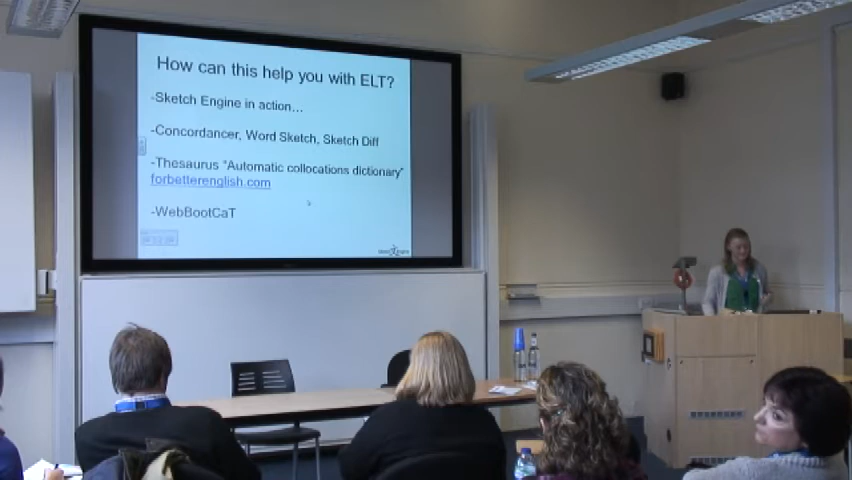 How can this help you with ELT?
-Sketch Engine in action…
-Concordancer, Word Sketch, Sketch Diff
-Thesaurus "Automatic collocations dictionary"
forbetterenglish.com
-WebBootCaT